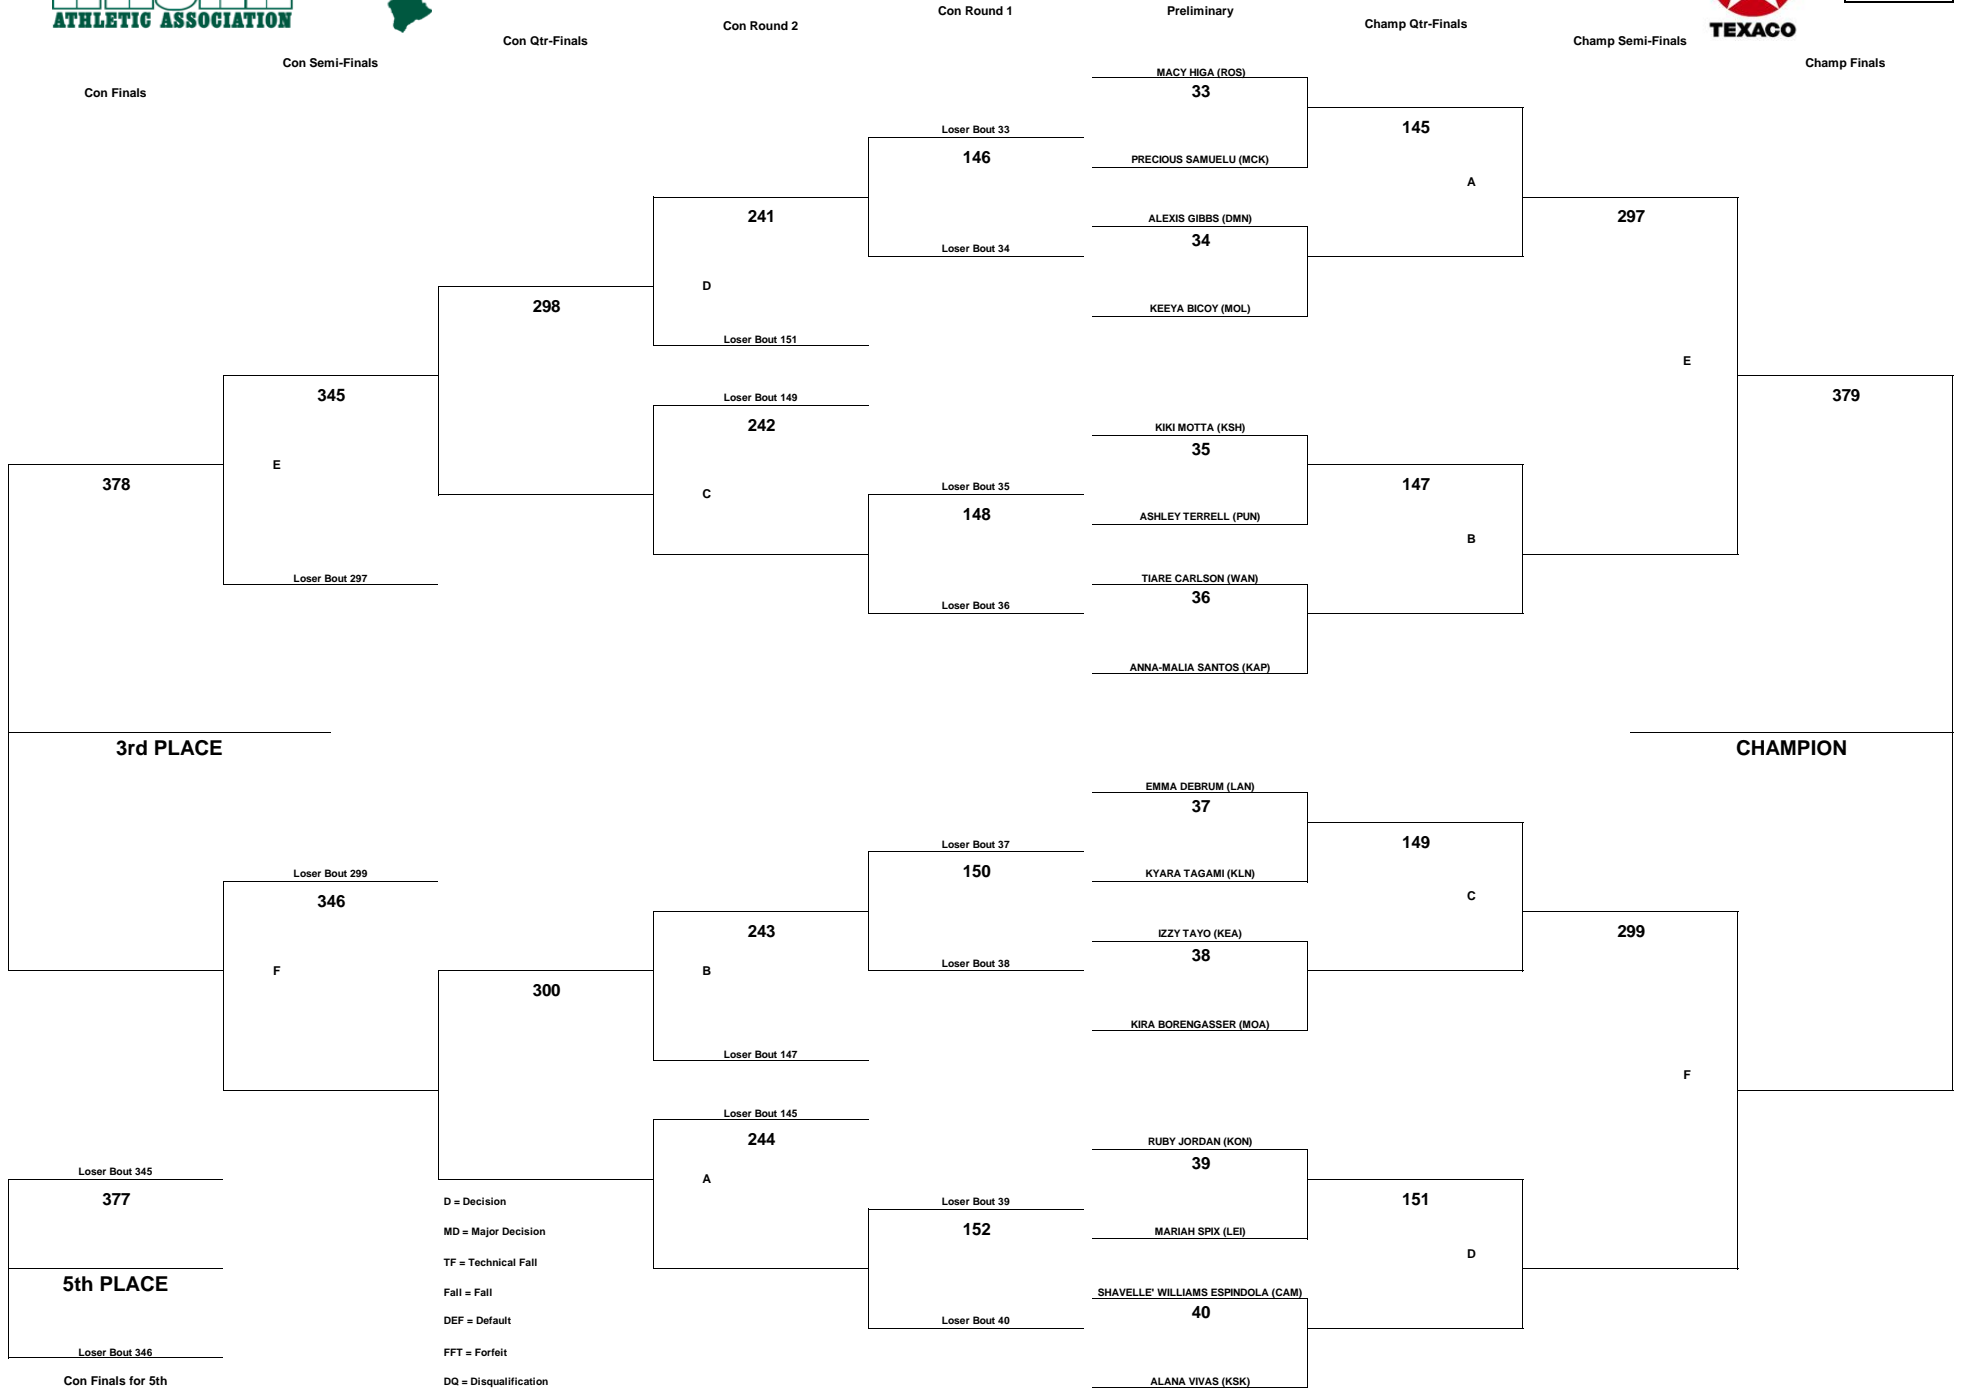 ATHLETIC ASSOCIATION
TEXACO
Con Finals
Con Semi-Finals
Con Qtr-Finals
Con Round 2
Con Round 1
Preliminary
Champ Qtr-Finals
Champ Semi-Finals
Champ Finals
MACY HIGA (ROS)
33
PRECIOUS SAMUELU (MCK)
ALEXIS GIBBS (DMN)
34
KEEYA BICOY (MOL)
KIKI MOTTA (KSH)
35
ASHLEY TERRELL (PUN)
TIARE CARLSON (WAN)
36
ANNA-MALIA SANTOS (KAP)
EMMA DEBRUM (LAN)
37
KYARA TAGAMI (KLN)
IZZY TAYO (KEA)
38
KIRA BORENGASSER (MOA)
RUBY JORDAN (KON)
39
MARIAH SPIX (LEI)
SHAVELLE' WILLIAMS ESPINDOLA (CAM)
40
ALANA VIVAS (KSK)
145
A
147
B
149
C
151
D
297
E
299
F
379
CHAMPION
Loser Bout 33
146
Loser Bout 34
Loser Bout 35
148
Loser Bout 36
Loser Bout 37
150
Loser Bout 38
Loser Bout 39
152
Loser Bout 40
241
D
Loser Bout 151
Loser Bout 149
242
C
243
B
Loser Bout 147
Loser Bout 145
244
A
298
300
345
E
Loser Bout 297
Loser Bout 299
346
F
378
3rd PLACE
Loser Bout 345
377
5th PLACE
Loser Bout 346
Con Finals for 5th
D = Decision
MD = Major Decision
TF = Technical Fall
Fall = Fall
DEF = Default
FFT = Forfeit
DQ = Disqualification